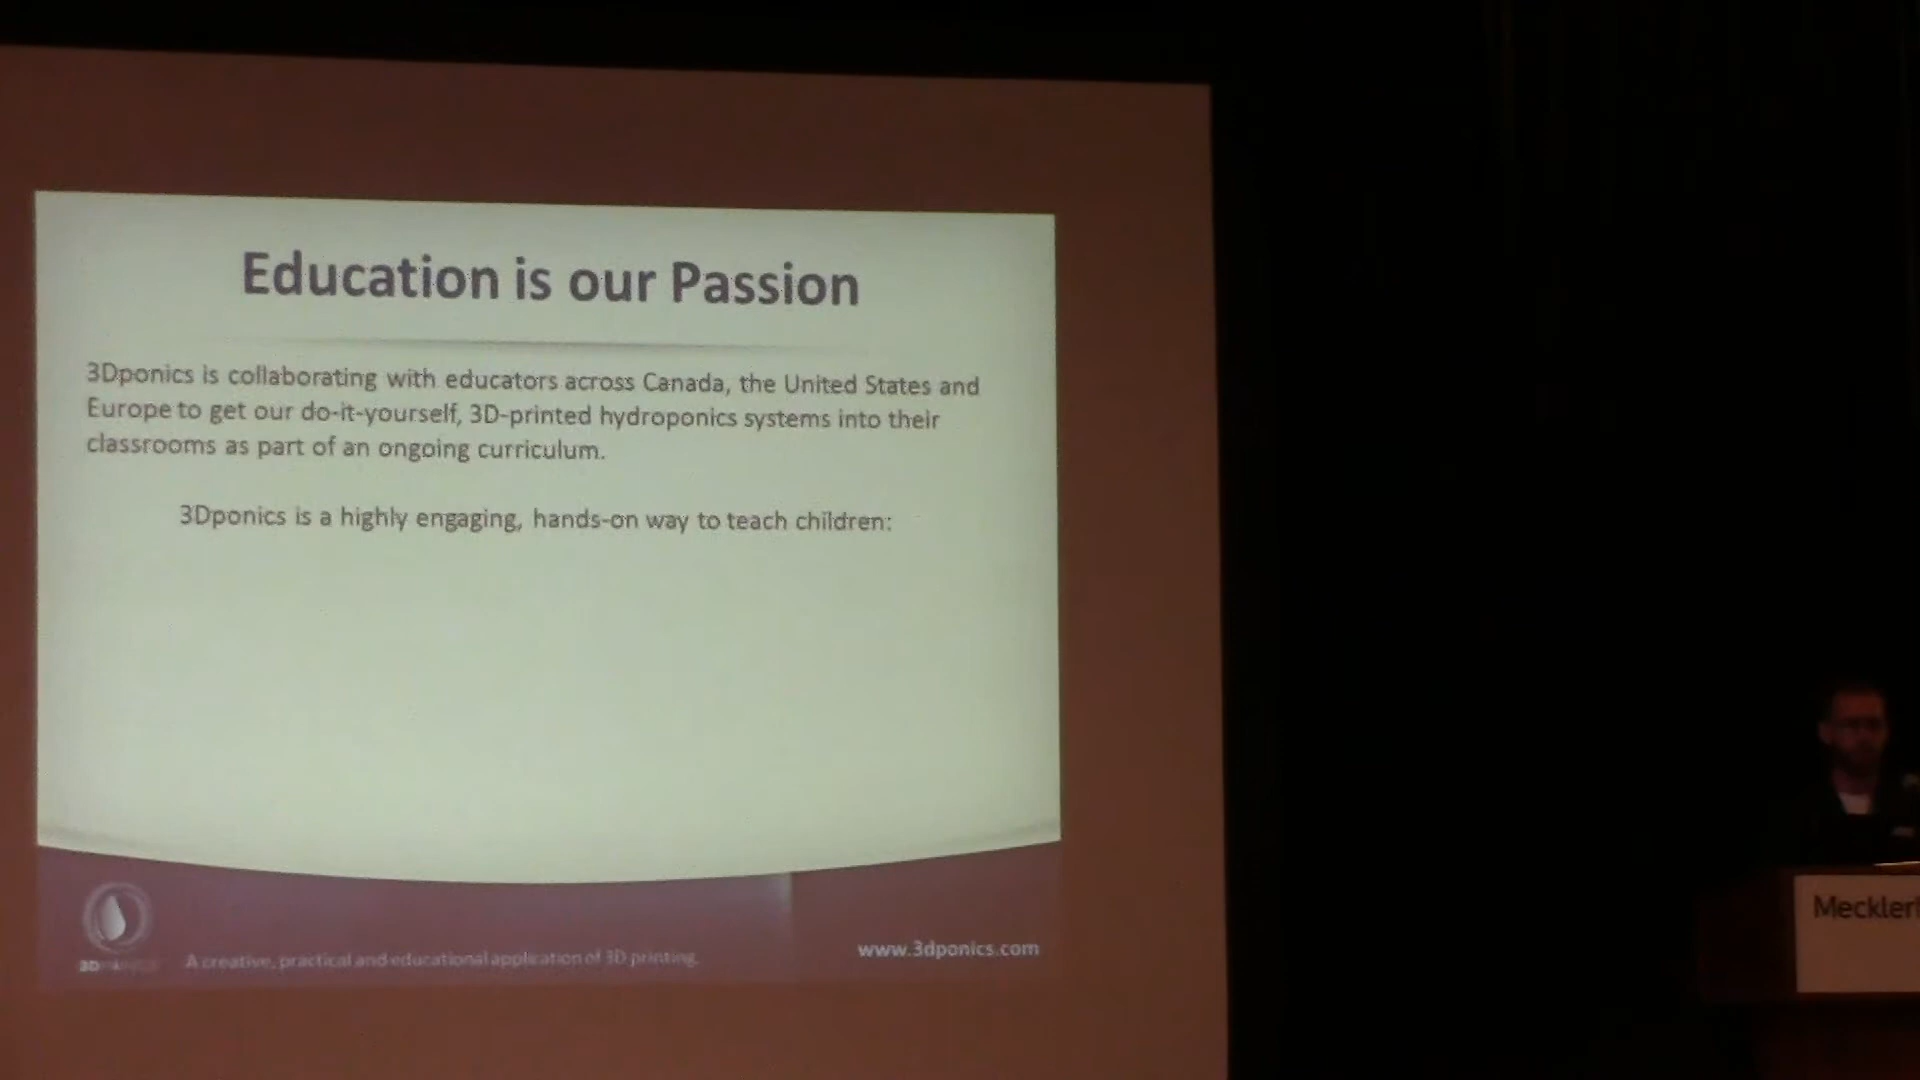 Education is our Passion
3Dponics is collaborating with educators across Canada, the United States and
Europe to get our do-it-yourself, 3D-printed hydroponics systems into their
classrooms as part of an ongoing curriculum.
3Dponics is a highly engaging, hands-on way to teach children:
3D
A creative, practical and educational application of 3D printing.
www.3dponics.com
Meckler